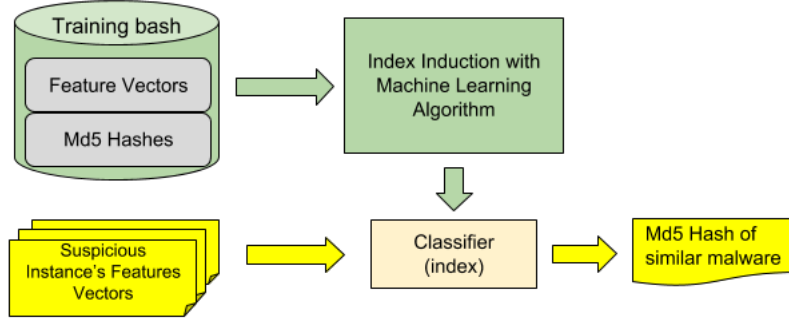 Training bash
Feature Vectors
Md5 Hashes
Index Induction with
Machine Learning
Algorithm
Suspicious
Instance's Features
Vectors
Classifier
(index)
Md5 Hash of
similar malware